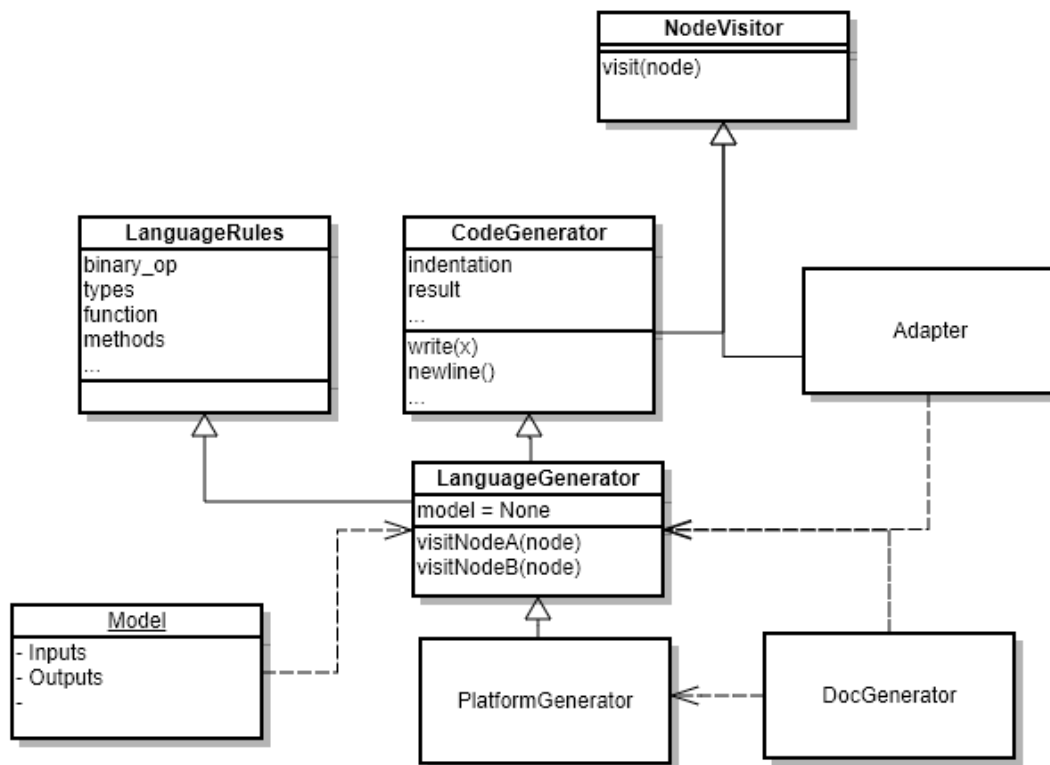 NodeVisitor
visit(node)
LanguageRules
binary_op
types
function
methods
...
CodeGenerator
indentation
result
...
write(x)
newline()
...
Adapter
LanguageGenerator
model = None
visitNodeA(node)
visitNodeB(node)
Model
- Inputs
- Outputs
-
PlatformGenerator
DocGenerator